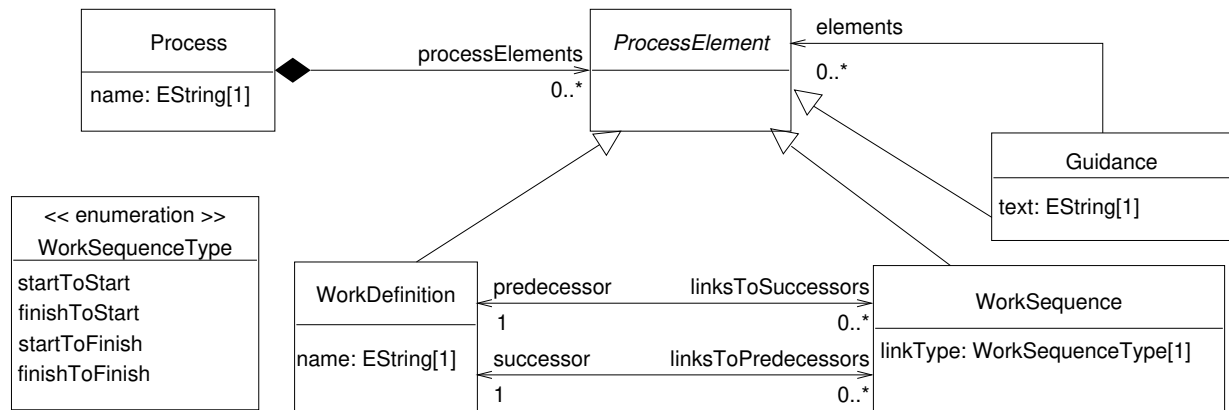 Process
name: EString[1]
processElements
0..*
ProcessElement
elements
0..*
Guidance
text: EString[1]
<< enumeration >>
WorkSequenceType
startToStart
finishToStart
startToFinish
finishToFinish
WorkDefinition
name: EString[1]
predecessor
1
linksToSuccessors
0..*
successor
1
linksToPredecessors
0..*
WorkSequence
linkType: WorkSequenceType[1]